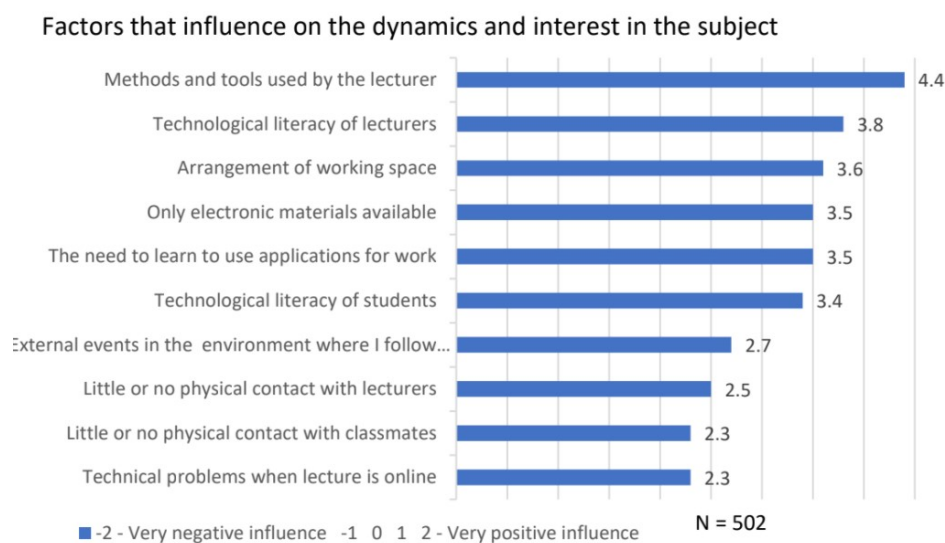 Factors that influence on the dynamics and interest in the subject
Methods and tools used by the lecturer 4.4
Technological literacy of lecturers 3.8
Arrangement of working space 3.6
Only electronic materials available 3.5
The need to learn to use applications for work 3.5
Technological literacy of students 3.4
External events in the environment where I follow... 2.7
Little or no physical contact with lecturers 2.5
Little or no physical contact with classmates 2.3
Technical problems when lecture is online 2.3
-2 - Very negative influence -1 0 1 2 - Very positive influence
N = 502